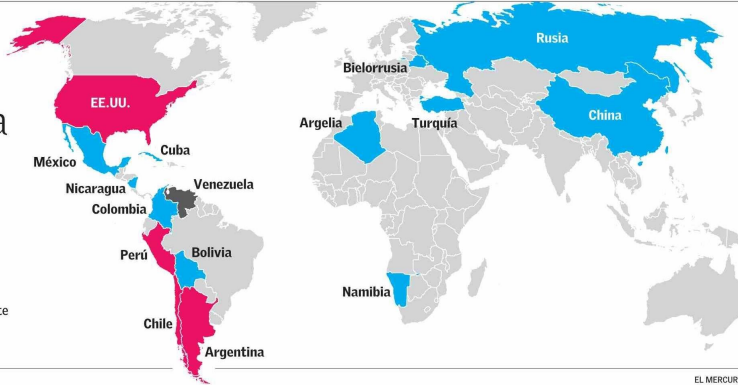 EE.UU.
México
Cuba
Nicaragua
Venezuela
Colombia
Perú
Bolivia
Chile
Argentina
Rusia
Bielorrusia
China
Argelia
Turquía
Namibia
a
te
EL MERCUR